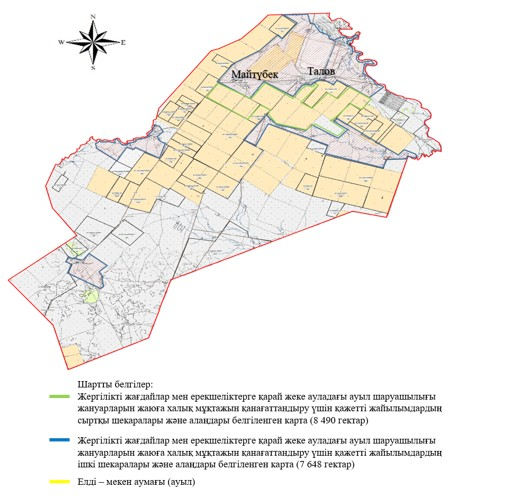 N
W
E
S
Майтүбек
Талов
Шартты белгілер:
Жергілікті жағдайлар мен ерекшеліктерге қарай жеке ауладағы ауыл шаруашылығы
жануарларын жаюға халық мұқтажын қанағаттандыру үшін қажетті жайылымдардың
сыртқы шекаралары және алаңдары белгіленген карта (8 490 гектар)
Жергілікті жағдайлар мен ерекшеліктерге қарай жеке ауладағы ауыл шаруашылығы
жануарларын жаюға халық мұқтажын қанағаттандыру үшін қажетті жайылымдардың
ішкі шекаралары және алаңдары белгіленген карта (7 648 гектар)
Елді – мекен аумағы (ауыл)